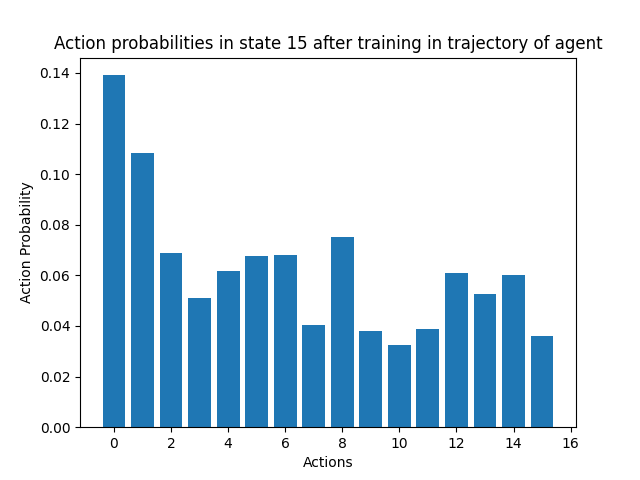 Action probabilities in state 15 after training in trajectory of agent
0.14
0.12
0.10
0.08
0.06
0.04
0.02
0.00
Action Probability
0 2 4 6 8 10 12 14 16
Actions